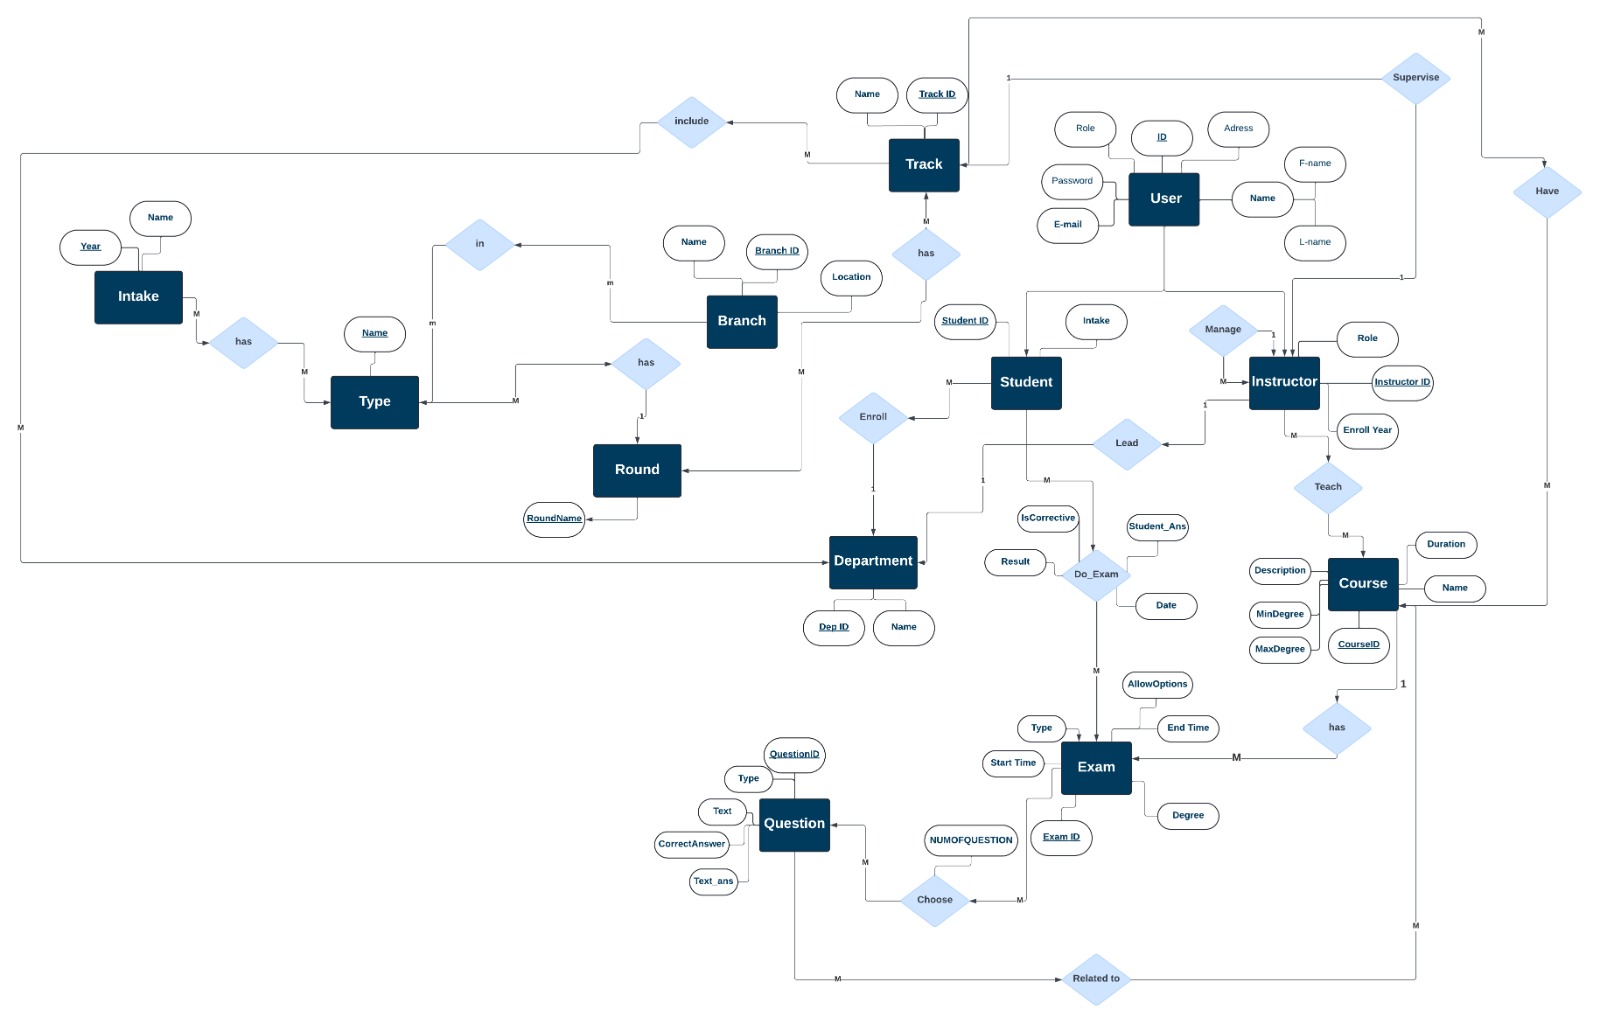 M
Supervise
1
Name
Track ID
include
Role
ID
Adress
M
Track
F-name
Password
User
Name
Have
Name
E-mail
M
L-name
Year
in
Name
Branch ID
has
Location
1
m
Intake
M
Student ID
Intake
Branch
m
Manage
1
Role
Name
has
has
M
M
Student
M
Instructor
Instructor ID
Type
M
M
1
Enroll
1
Enroll Year
M
Lead
M
Round
1
M
Teach
M
1
RoundName
IsCorrective
Student_Ans
M
Duration
Department
Result
Do_Exam
Description
Course
Name
Date
MinDegree
Dep ID
Name
MaxDegree
CourseID
M
AllowOptions
1
Type
End Time
has
QuestionID
Start Time
Exam
M
Type
Text
Degree
Question
CorrectAnswer
NUMOFQUESTION
Exam ID
M
Text_ans
Choose
M
M
M
Related to